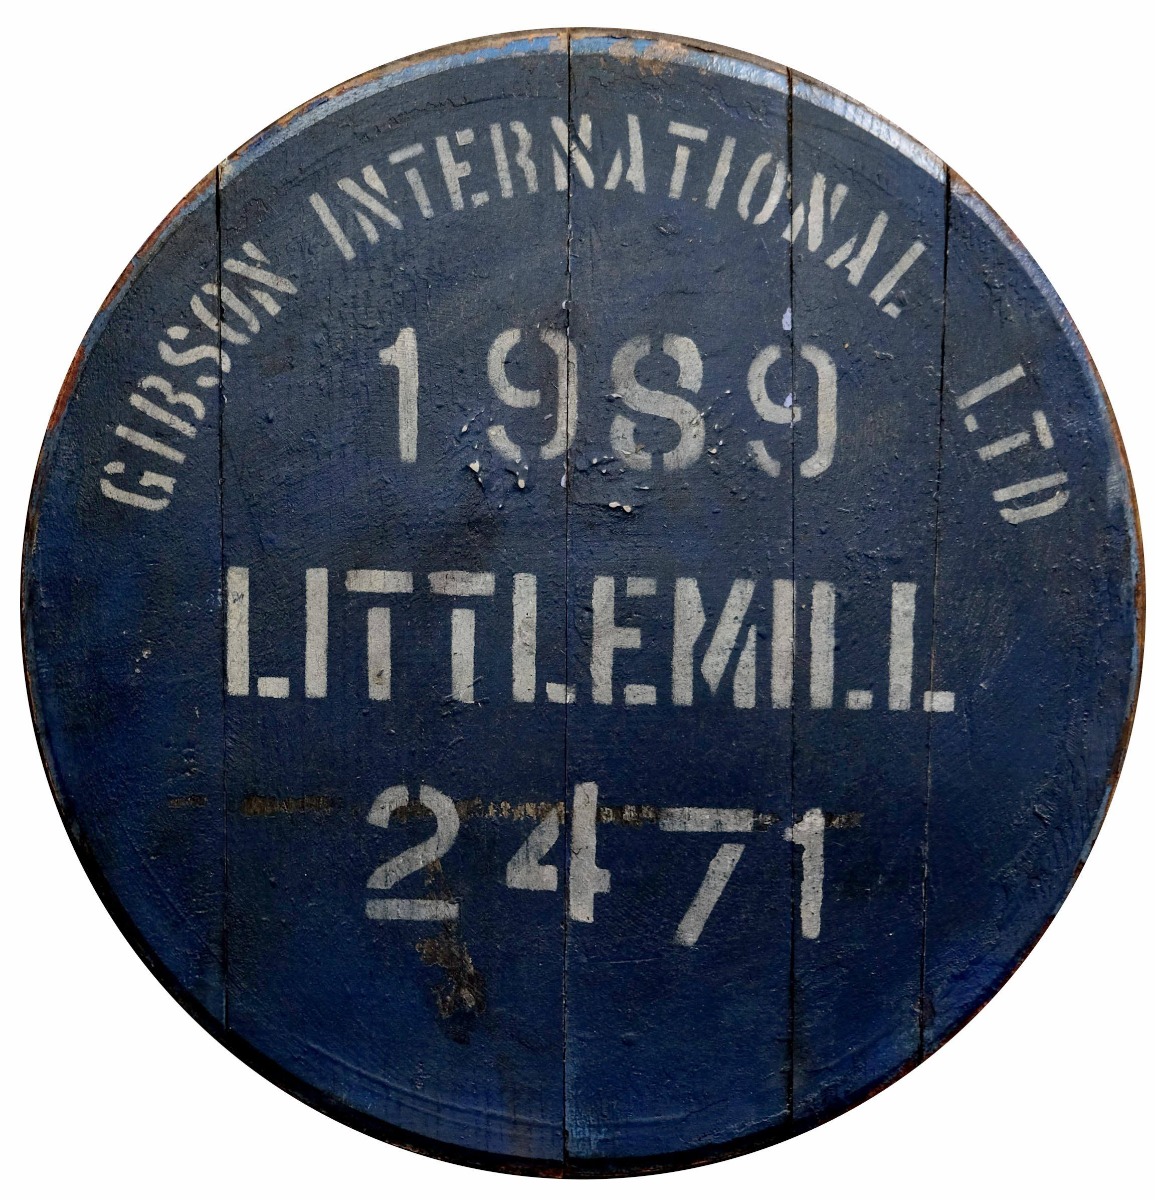 GIBSON INTERNATIONAL LTD
1989
LITTLEMILL
2471